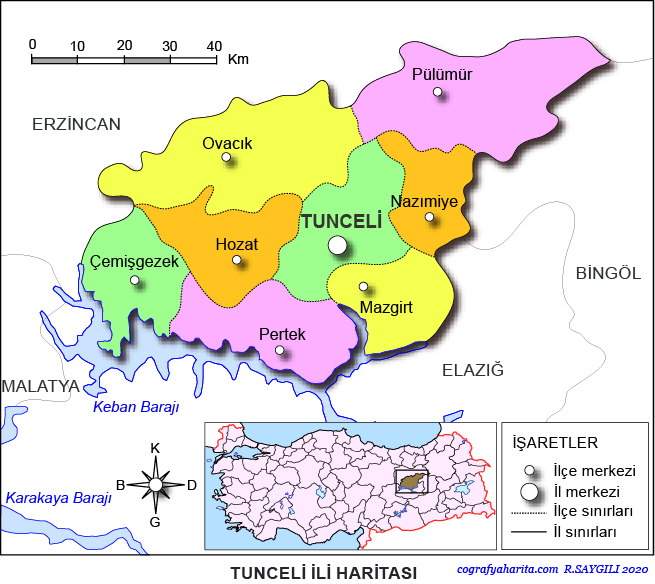 0 10 20 30 40
Km
Pülümür
ERZİNCAN
Ovacık
Nazımiye
TUNCELİ
Hozat
Çemişgezek
BİNGÖL
Mazgirt
Pertek
ELAZIĞ
MALATYA
Keban Barajı
Karakaya Barajı
K
B D
G
İŞARETLER
İlçe merkezi
İl merkezi
İlçe sınırları
İl sınırları
TUNCELİ İLİ HARİTASI
cografyaharita.com R.SAYGILI 2020